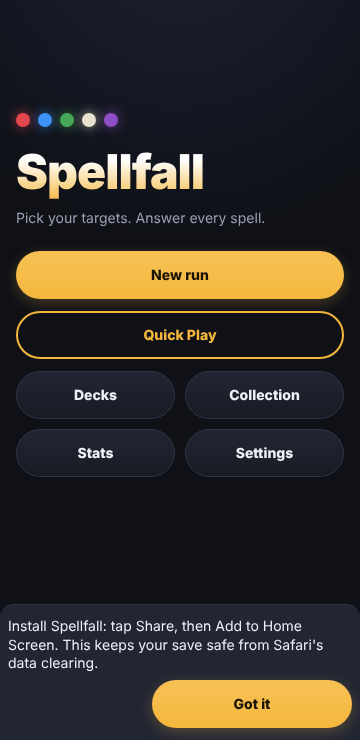 Spellfall
Pick your targets. Answer every spell.
New run
Quick Play
Decks
Collection
Stats
Settings
Install Spellfall: tap Share, then Add to Home
Screen. This keeps your save safe from Safari's
data clearing.
Got it